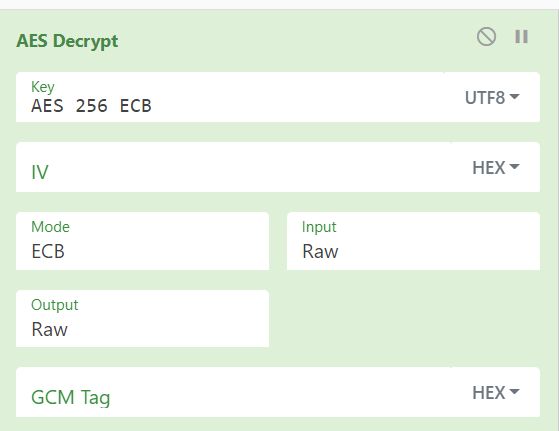 AES Decrypt
Key
AES 256 ECB
UTF8
IV
HEX
Mode
ECB
Input
Raw
Output
Raw
GCM Tag
HEX